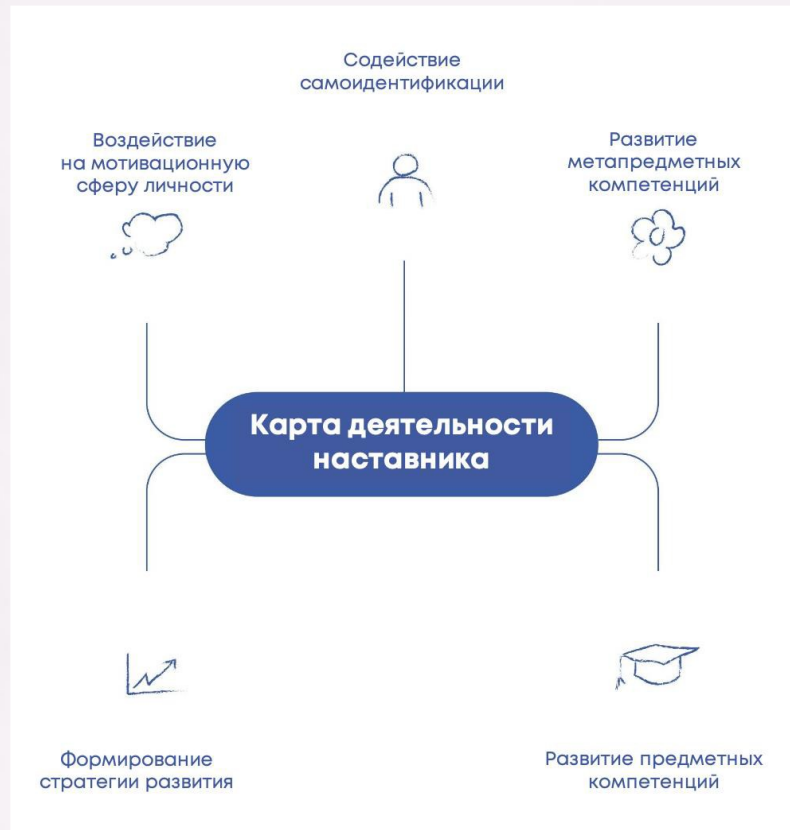 Содействие
самоидентификации
Воздействие
на мотивационную
сферу личности
Развитие
метапредметных
компетенций
Карта деятельности
наставника
Формирование
стратегии развития
Развитие предметных
компетенций